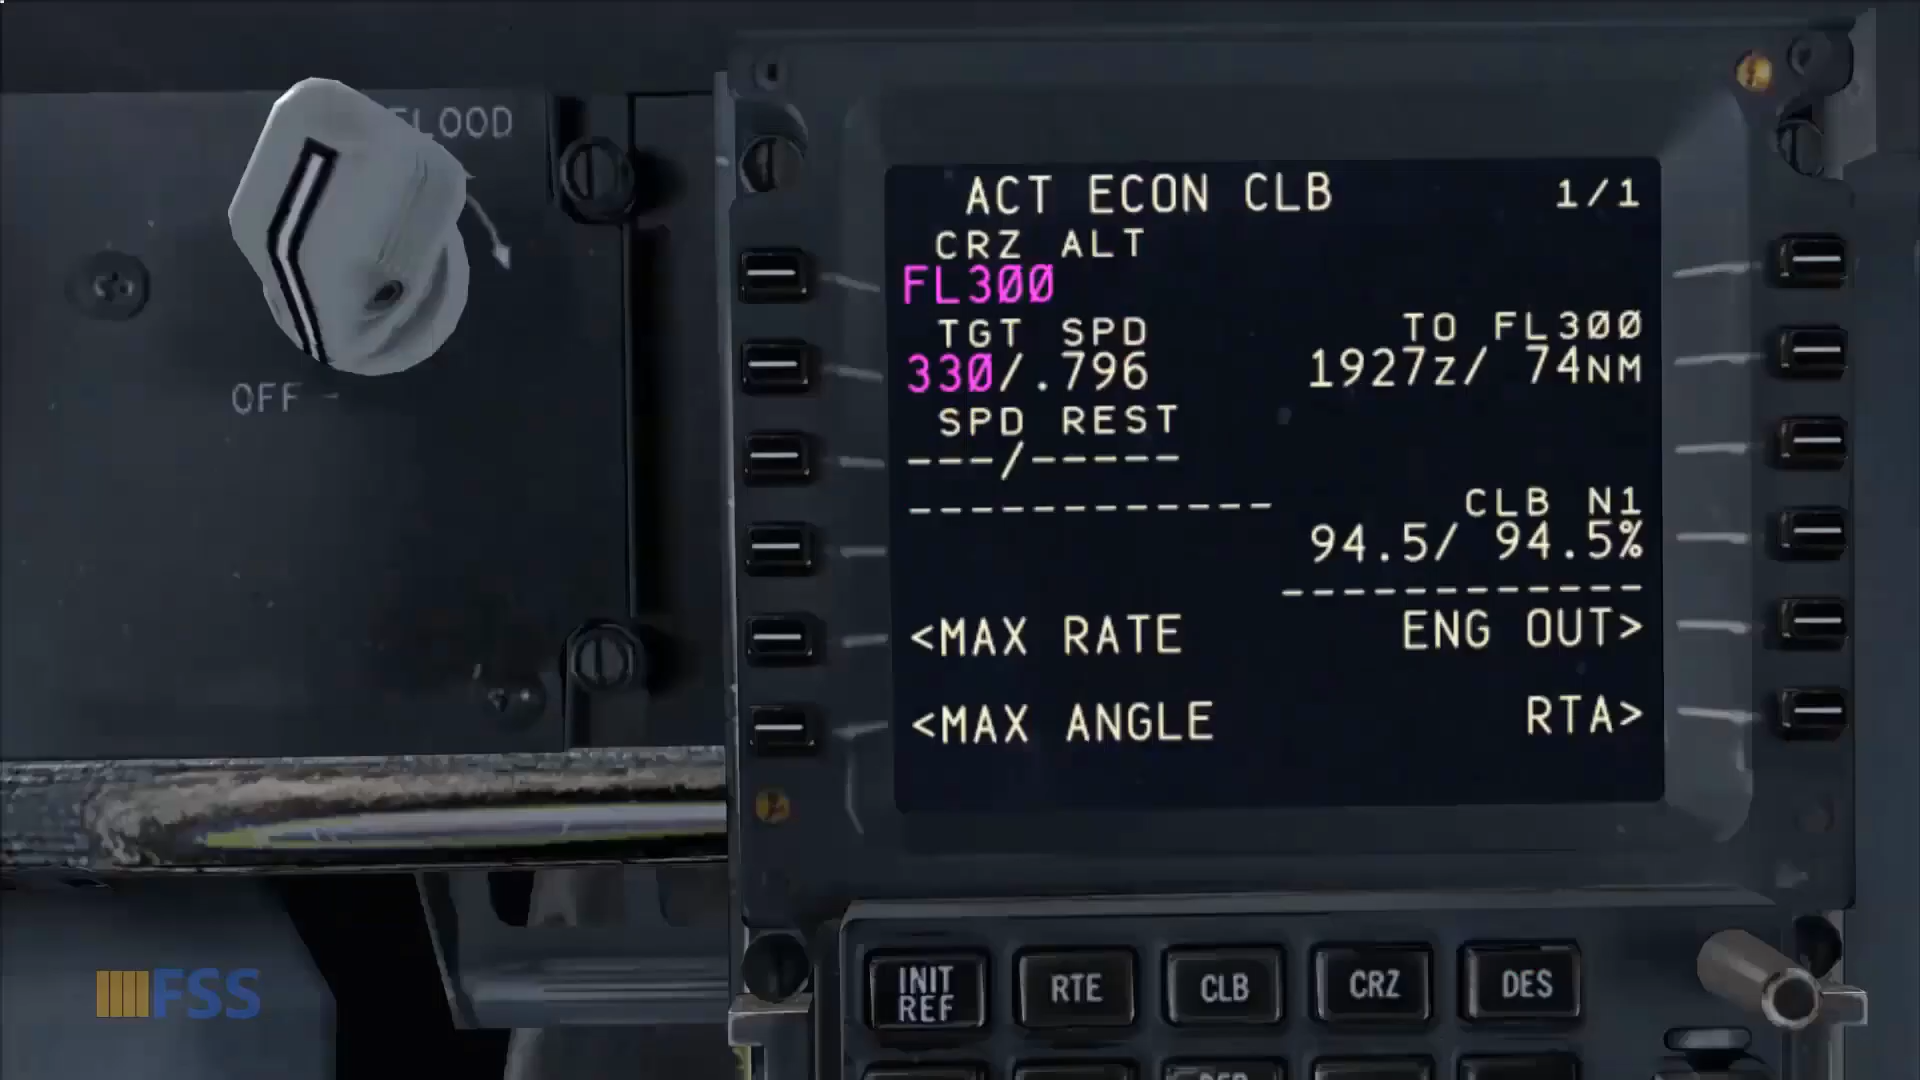 FLOOD
OFF -
ACT ECON CLB 1/1
CRZ ALT
FL300
TGT SPD TO FL300
330/.796 1927z/ 74NM
SPD REST
---/-----
------------ CLB N1
94.5/ 94.5%
------------
<MAX RATE ENG OUT>
<MAX ANGLE RTA>
INIT REF RTE CLB CRZ DES
FSS